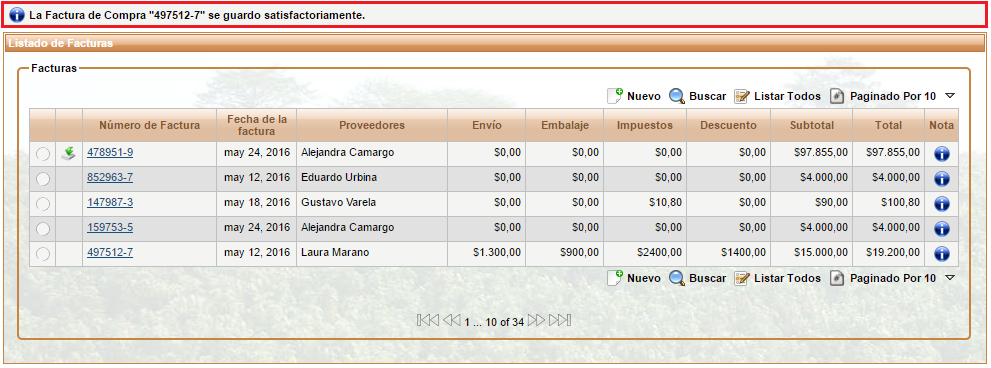 La Factura de Compra "497512-7" se guardo satisfactoriamente.
Listado de Facturas
Facturas
Nuevo Buscar Listar Todos Paginado Por 10
Número de Factura Fecha de la factura Proveedores Envío Embalaje Impuestos Descuento Subtotal Total Nota
478951-9 may 24, 2016 Alejandra Camargo $0,00 $0,00 $0,00 $0,00 $97.855,00 $97.855,00
852963-7 may 12, 2016 Eduardo Urbina $0,00 $0,00 $0,00 $0,00 $4.000,00 $4.000,00
147987-3 may 18, 2016 Gustavo Varela $0,00 $0,00 $10,80 $0,00 $90,00 $100,80
159753-5 may 24, 2016 Alejandra Camargo $0,00 $0,00 $0,00 $0,00 $4.000,00 $4.000,00
497512-7 may 12, 2016 Laura Marano $1.300,00 $900,00 $2400,00 $1400,00 $15.000,00 $19.200,00
Nuevo Buscar Listar Todos Paginado Por 10
1 ... 10 of 34